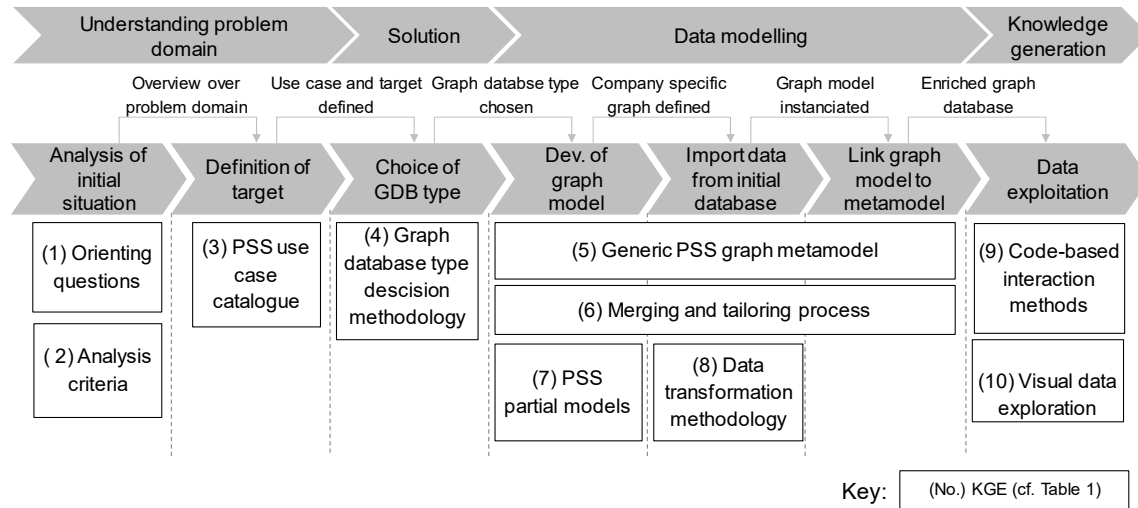 Understanding problem
domain
Solution
Data modelling
Knowledge
generation
Overview over
problem domain
Use case and target
defined
Graph databse type
chosen
Company specific
graph defined
Graph model
instanciated
Enriched graph
database
Analysis of
initial
situation
Definition of
target
Choice of
GDB type
Dev. of
graph
model
Import data
from initial
database
Link graph
model to
metamodel
Data
exploitation
(1) Orienting
questions
( 2) Analysis
criteria
(3) PSS use
case
catalogue
(4) Graph
database type
descision
methodology
(5) Generic PSS graph metamodel
(6) Merging and tailoring process
(7) PSS
partial models
(8) Data
transformation
methodology
(9) Code-based
interaction
methods
(10) Visual data
exploration
Key:
(No.) KGE (cf. Table 1)